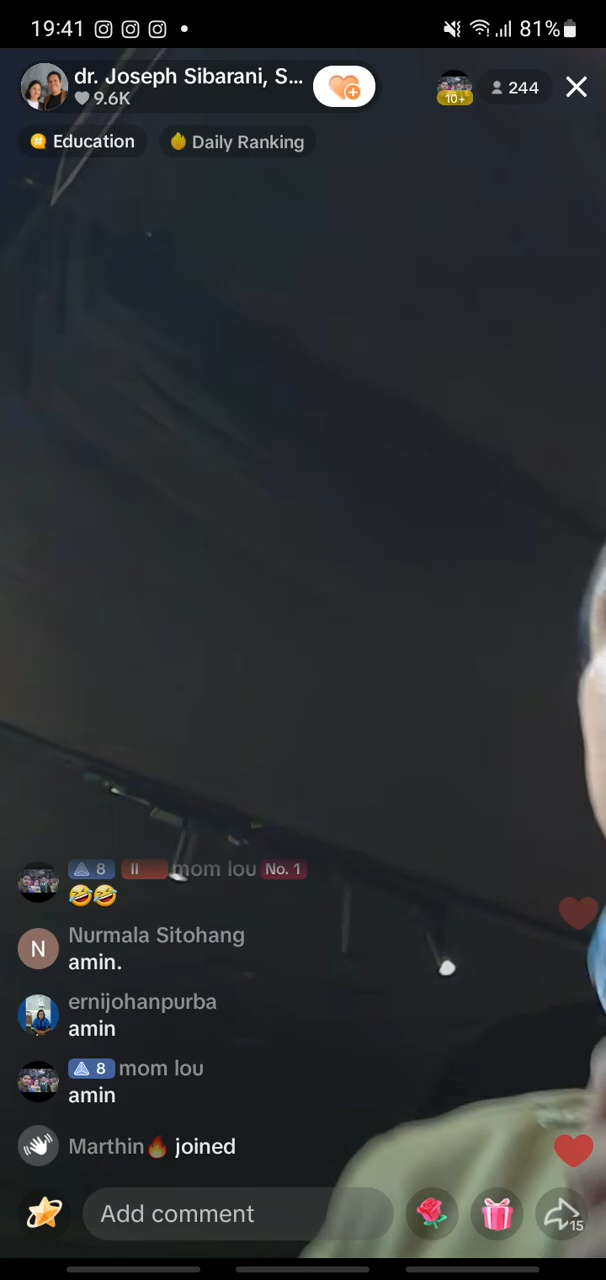 19:41 81%
dr. Joseph Sibarani, S...
9.6K
10+
244
Education
Daily Ranking
8 II mom lou No. 1
🤣🤣
N
Nurmala Sitohang
amin.
ernijohanpurba
amin
8 mom lou
amin
Marthin🔥 joined
Add comment
15